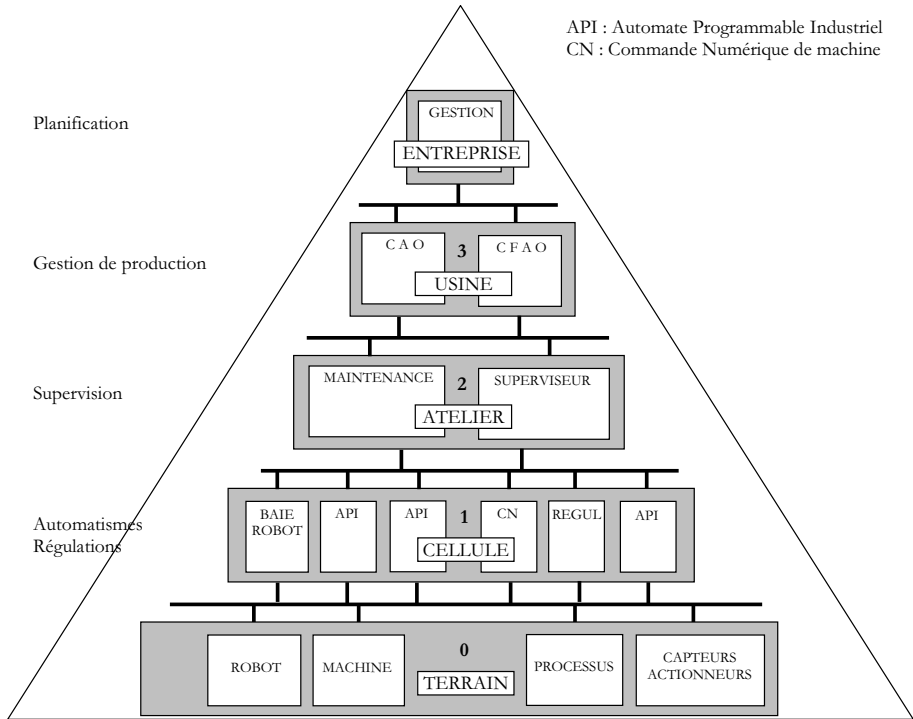 API : Automate Programmable Industriel
CN : Commande Numérique de machine
Planification
GESTION
ENTREPRISE
Gestion de production
C A O
3
C F A O
USINE
Supervision
MAINTENANCE
2
SUPERVISEUR
ATELIER
Automatismes
Régulations
BAIE
ROBOT
API
API
1
CN
REGUL
API
CELLULE
ROBOT
MACHINE
0
PROCESSUS
CAPTEURS
ACTIONNEURS
TERRAIN